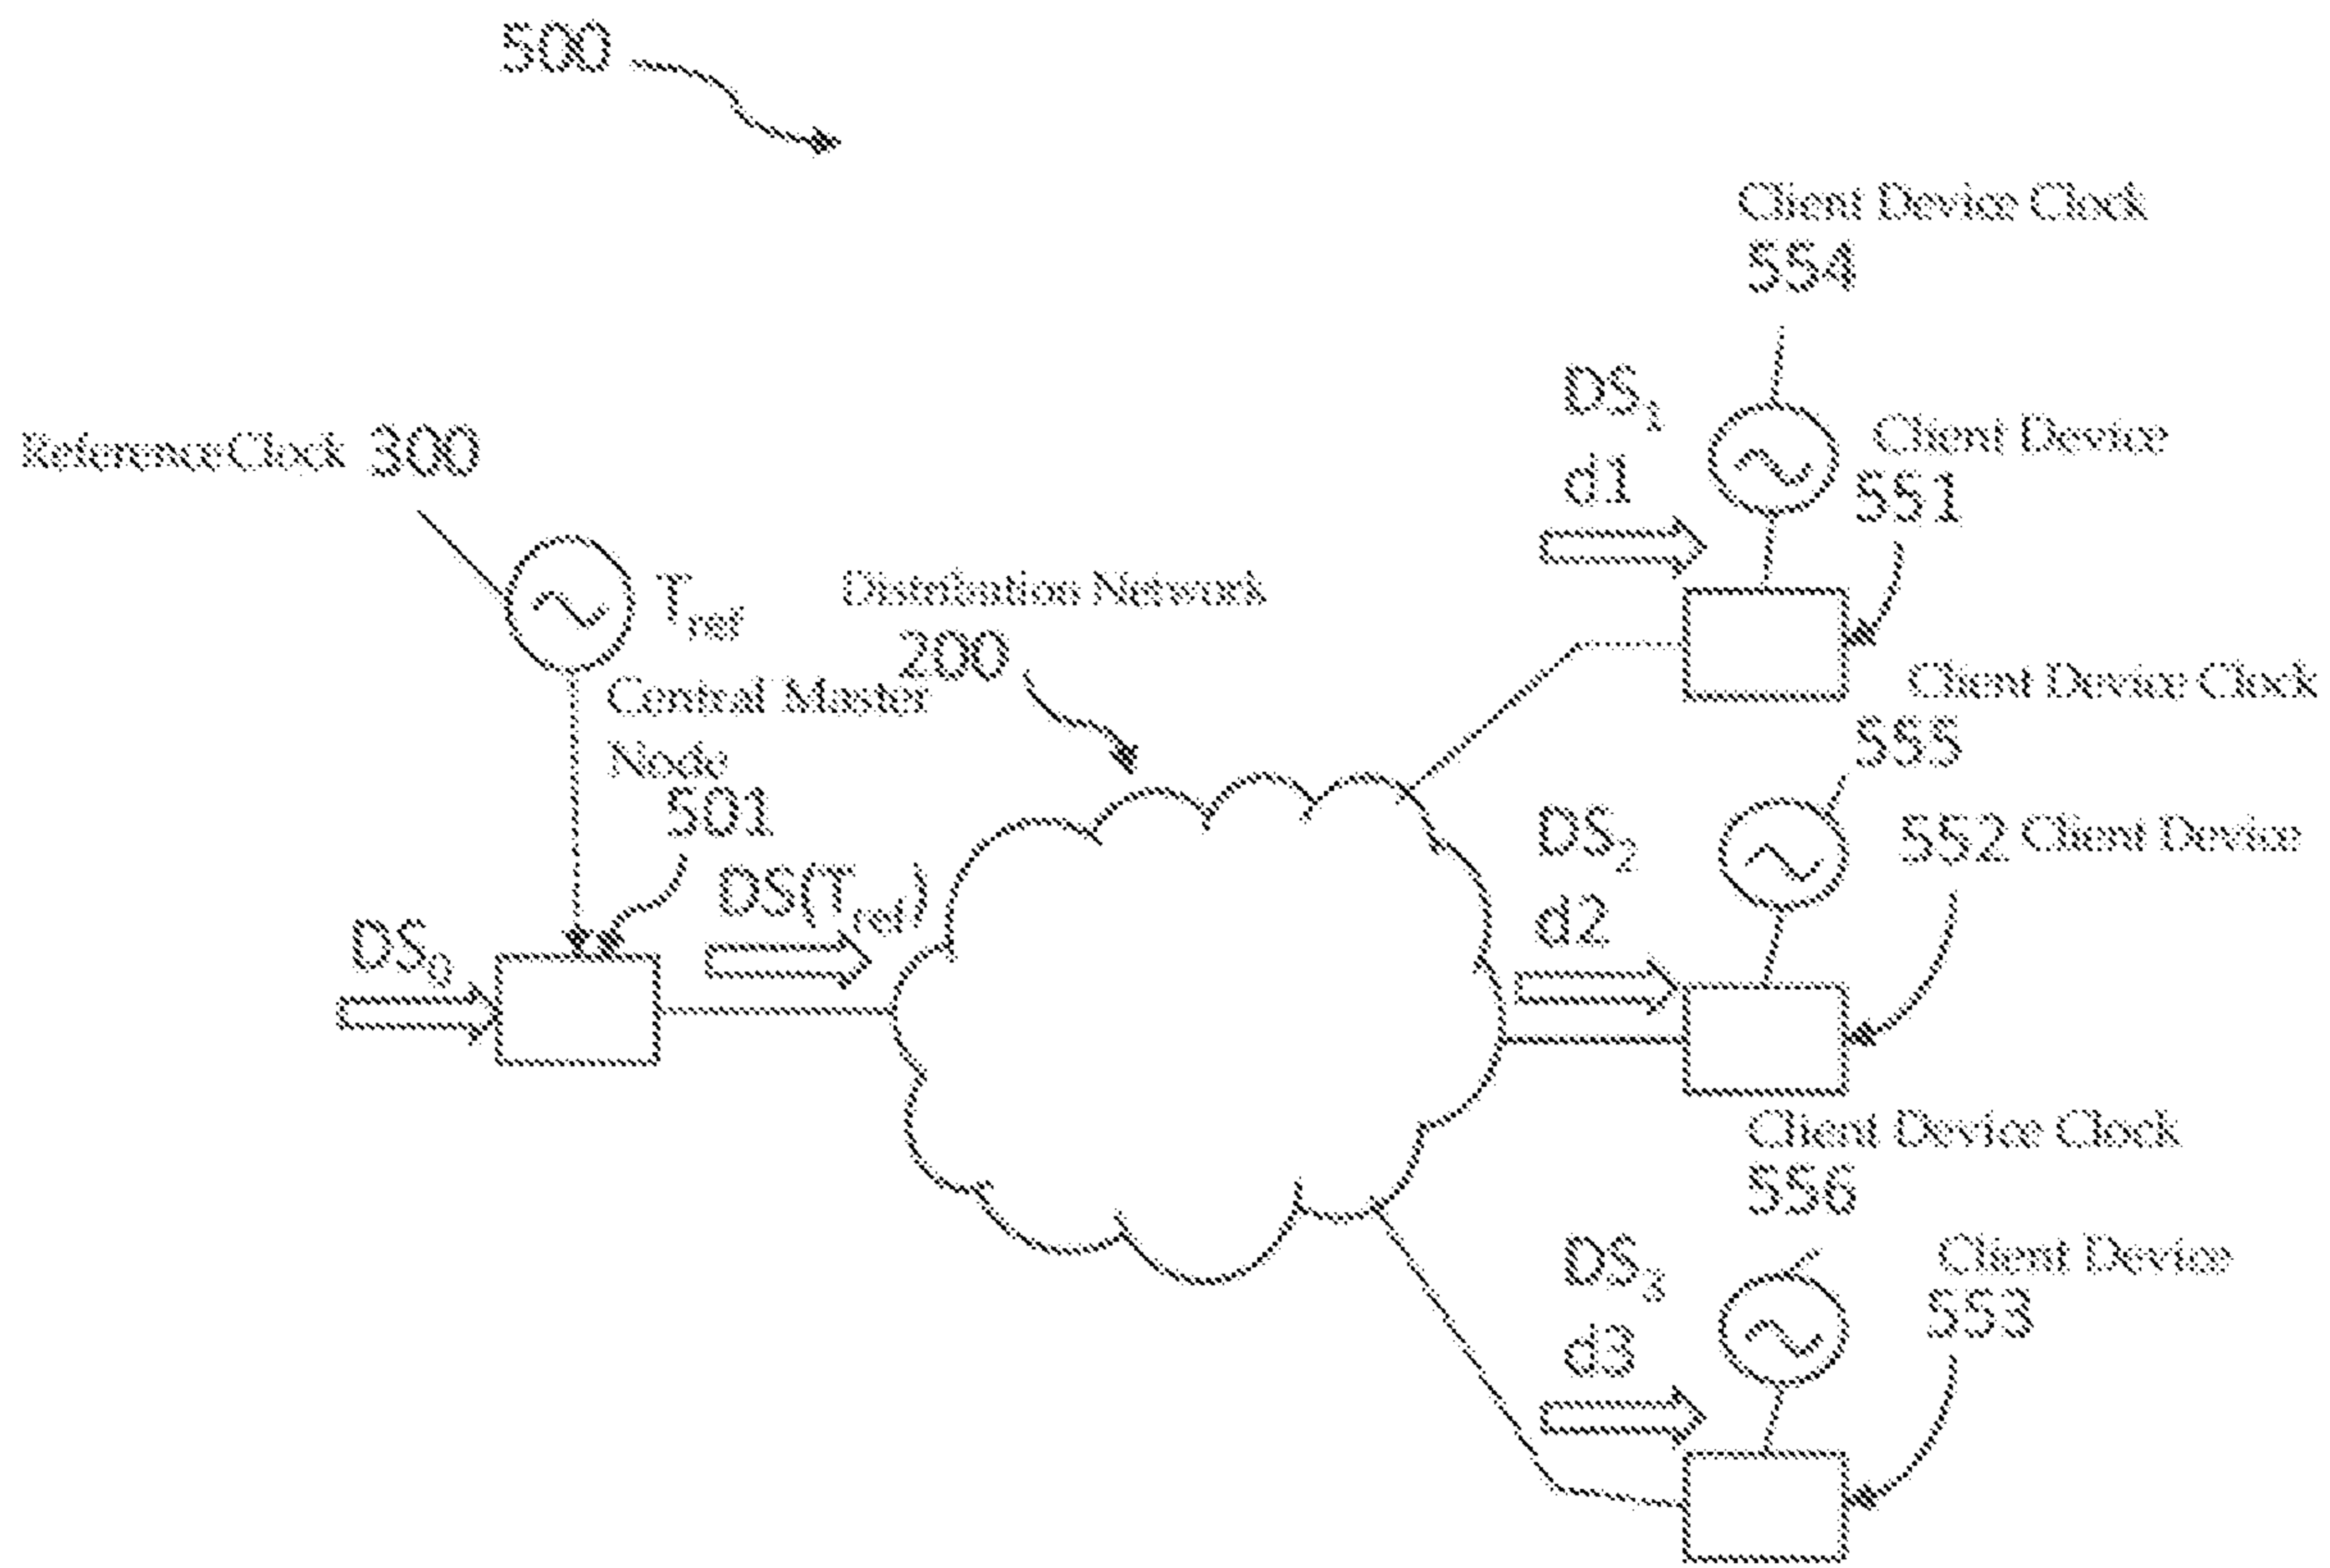 500
Client Device Clock
554
DS1
d1
Client Device
551
Reference Clock 300
Tref
Distribution Network
200
Central Master
Node
501
Client Device Clock
555
DS2
d2
552 Client Device
DS0
DS(Tref)
Client Device Clock
556
DS3
d3
Client Device
553